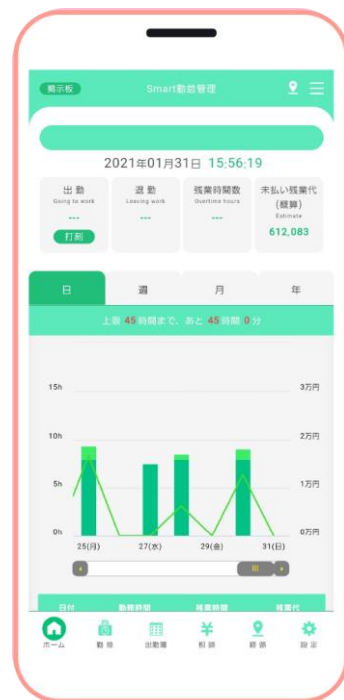 掲示板
Smart勤怠管理
2021年01月31日 15:56:19
出勤
Going to work
---
打刻
退勤
Leaving work
---
残業時間数
Overtime hours
---
未払い残業代
(概算)
Estimate
612,083
日 週 月 年
上限 45 時間まで、あと 45 時間 0 分
15h 3万円
10h 2万円
5h 1万円
0h 0万円
25(月) 27(水) 29(金) 31(日)
日付 勤務時間 残業時間 残業代
ホーム 勤怠 出勤簿 設定